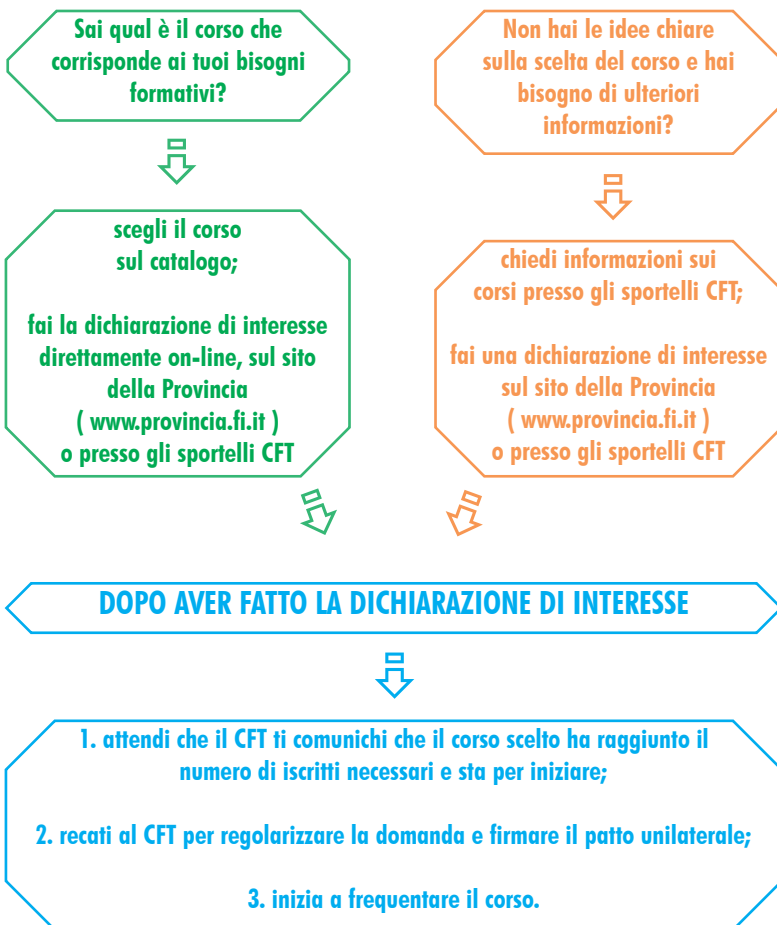 Sai qual è il corso che
corrisponde ai tuoi bisogni
formativi?
Non hai le idee chiare
sulla scelta del corso e hai
bisogno di ulteriori
informazioni?
scegli il corso
sul catalogo;
fai la dichiarazione di interesse
direttamente on-line, sul sito
della Provincia
( www.provincia.fi.it )
o presso gli sportelli CFT
chiedi informazioni sui
corsi presso gli sportelli CFT;
fai una dichiarazione di interesse
sul sito della Provincia
( www.provincia.fi.it )
o presso gli sportelli CFT
DOPO AVER FATTO LA DICHIARAZIONE DI INTERESSE
1. attendi che il CFT ti comunichi che il corso scelto ha raggiunto il
numero di iscritti necessari e sta per iniziare;
2. recati al CFT per regolarizzare la domanda e firmare il patto unilaterale;
3. inizia a frequentare il corso.